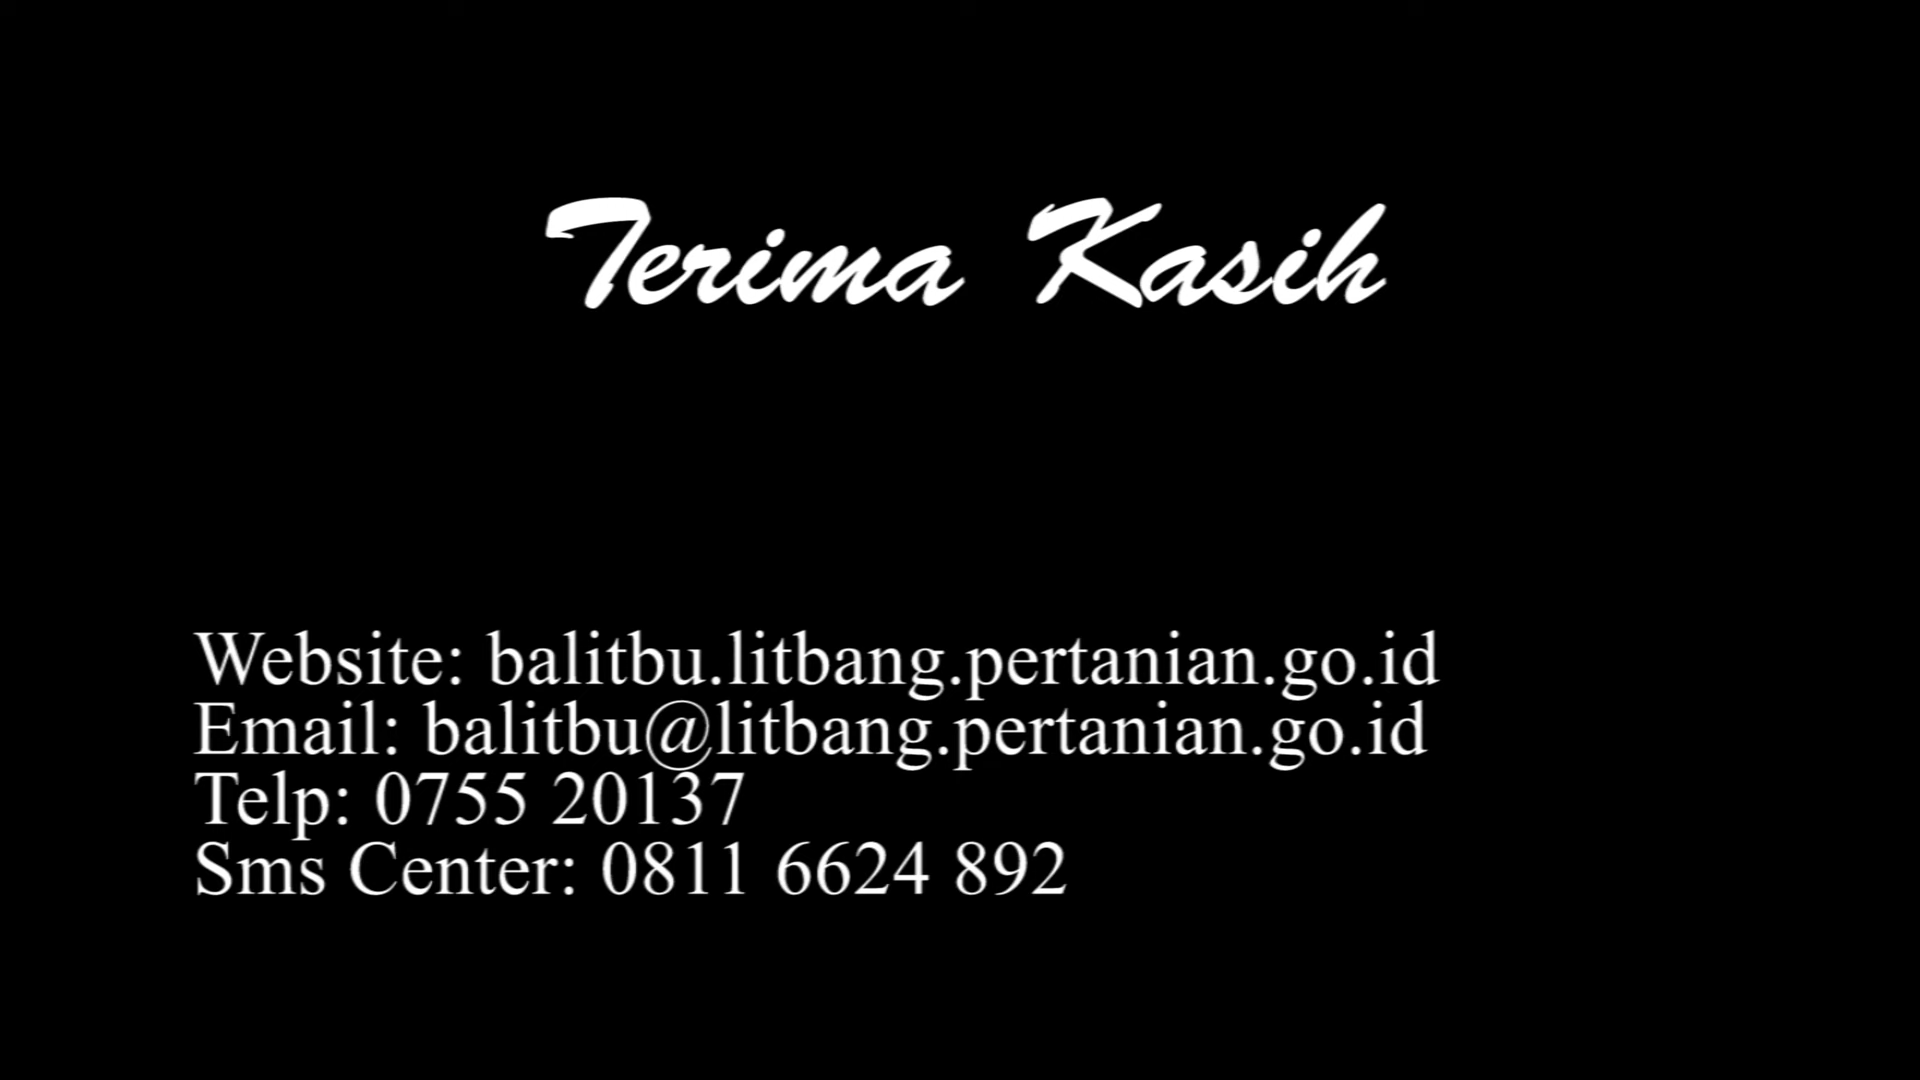 Terima Kasih
Website: balitbu.litbang.pertanian.go.id
Email: balitbu@litbang.pertanian.go.id
Telp: 0755 20137
Sms Center: 0811 6624 892